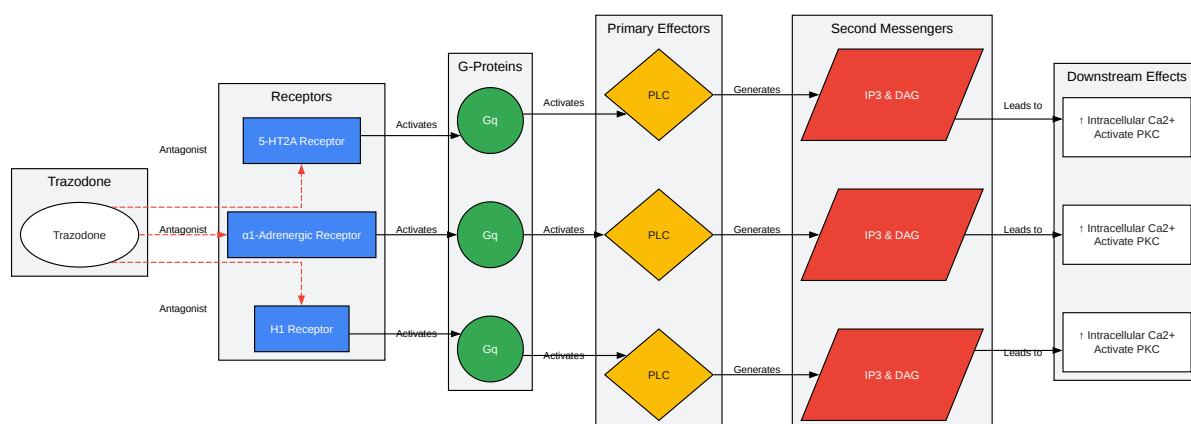 Primary Effectors
Second Messengers
G-Proteins
Downstream Effects
Receptors
Trazodone
PLC
Generates
IP3 & DAG
Leads to
Activates
Gq
Activates
5-HT2A Receptor
↑ Intracellular Ca2+
Activate PKC
Antagonist
Trazodone
Antagonist
α1-Adrenergic Receptor
Activates
Gq
Activates
PLC
Generates
IP3 & DAG
Leads to
↑ Intracellular Ca2+
Activate PKC
Antagonist
H1 Receptor
Activates
Gq
Activates
PLC
Generates
IP3 & DAG
Leads to
↑ Intracellular Ca2+
Activate PKC